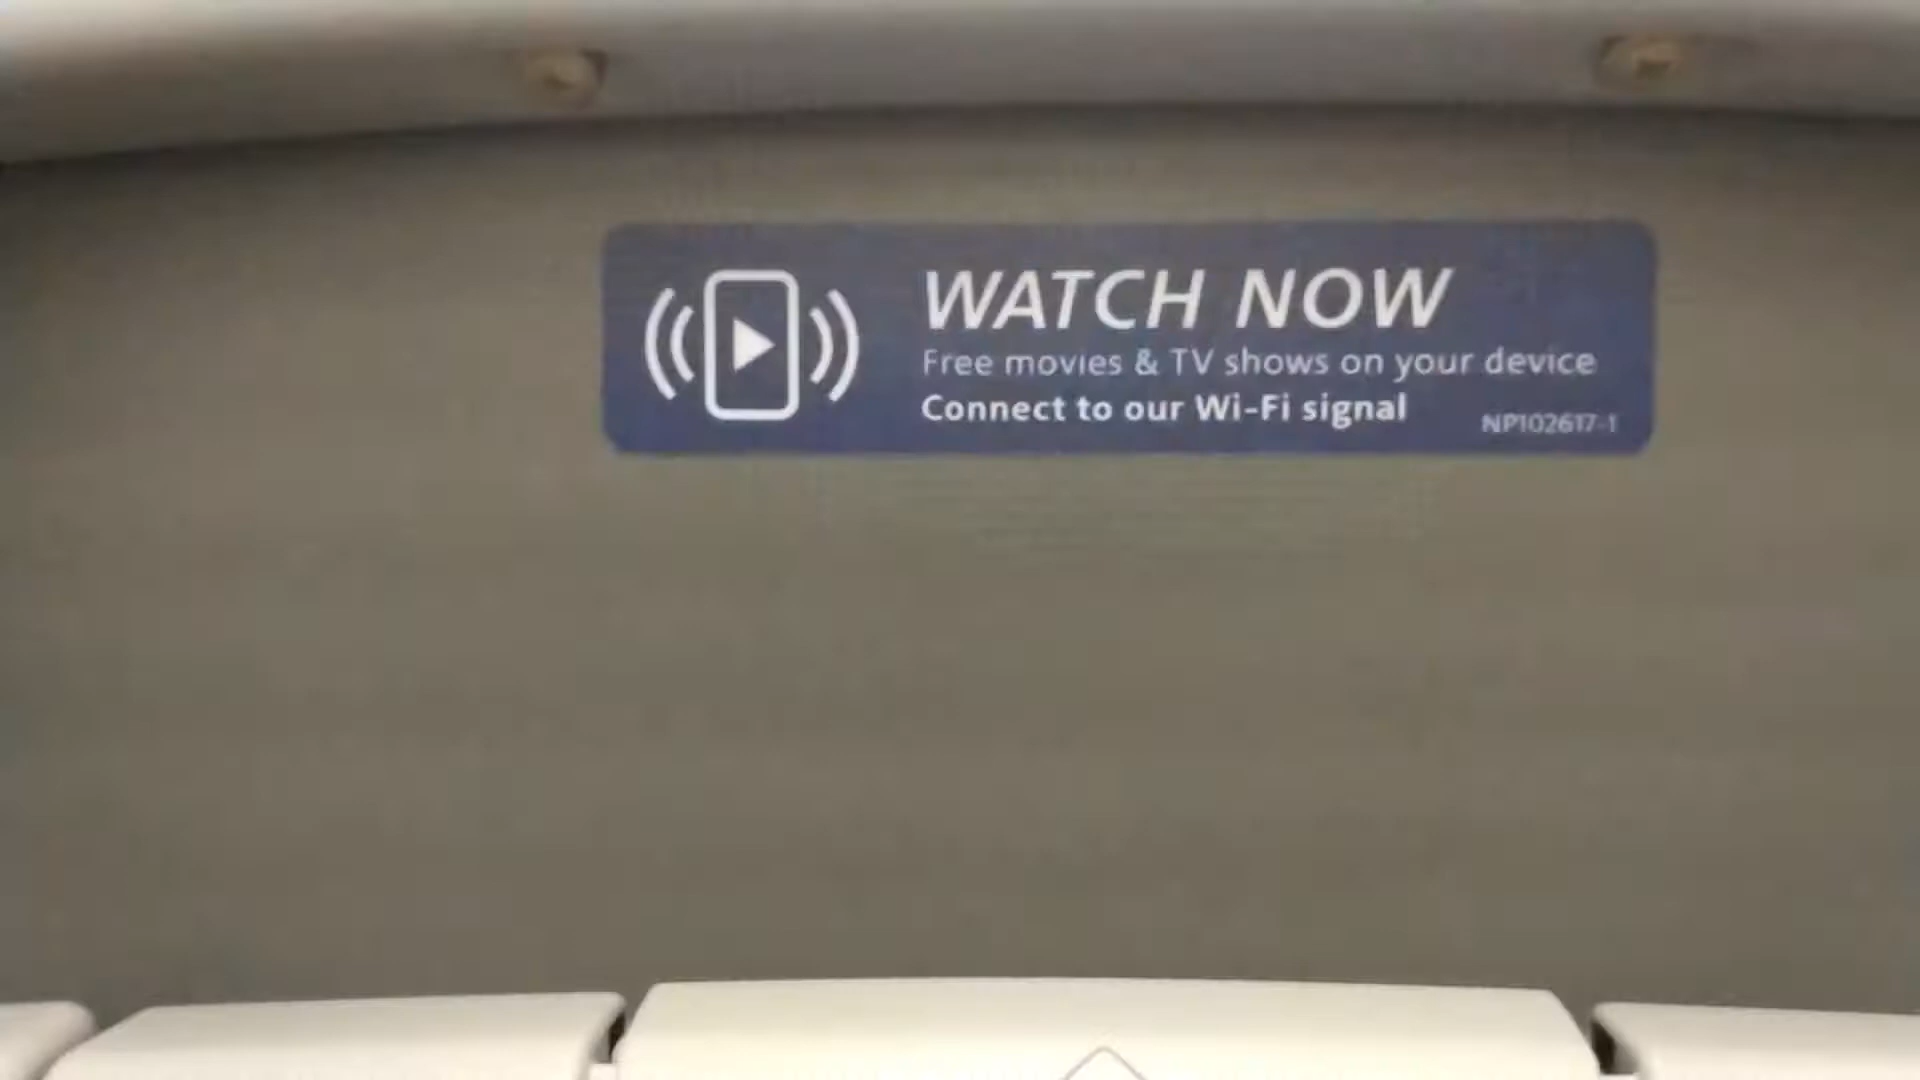 WATCH NOW
Free movies & TV shows on your device
Connect to our Wi-Fi signal
NP102617-1